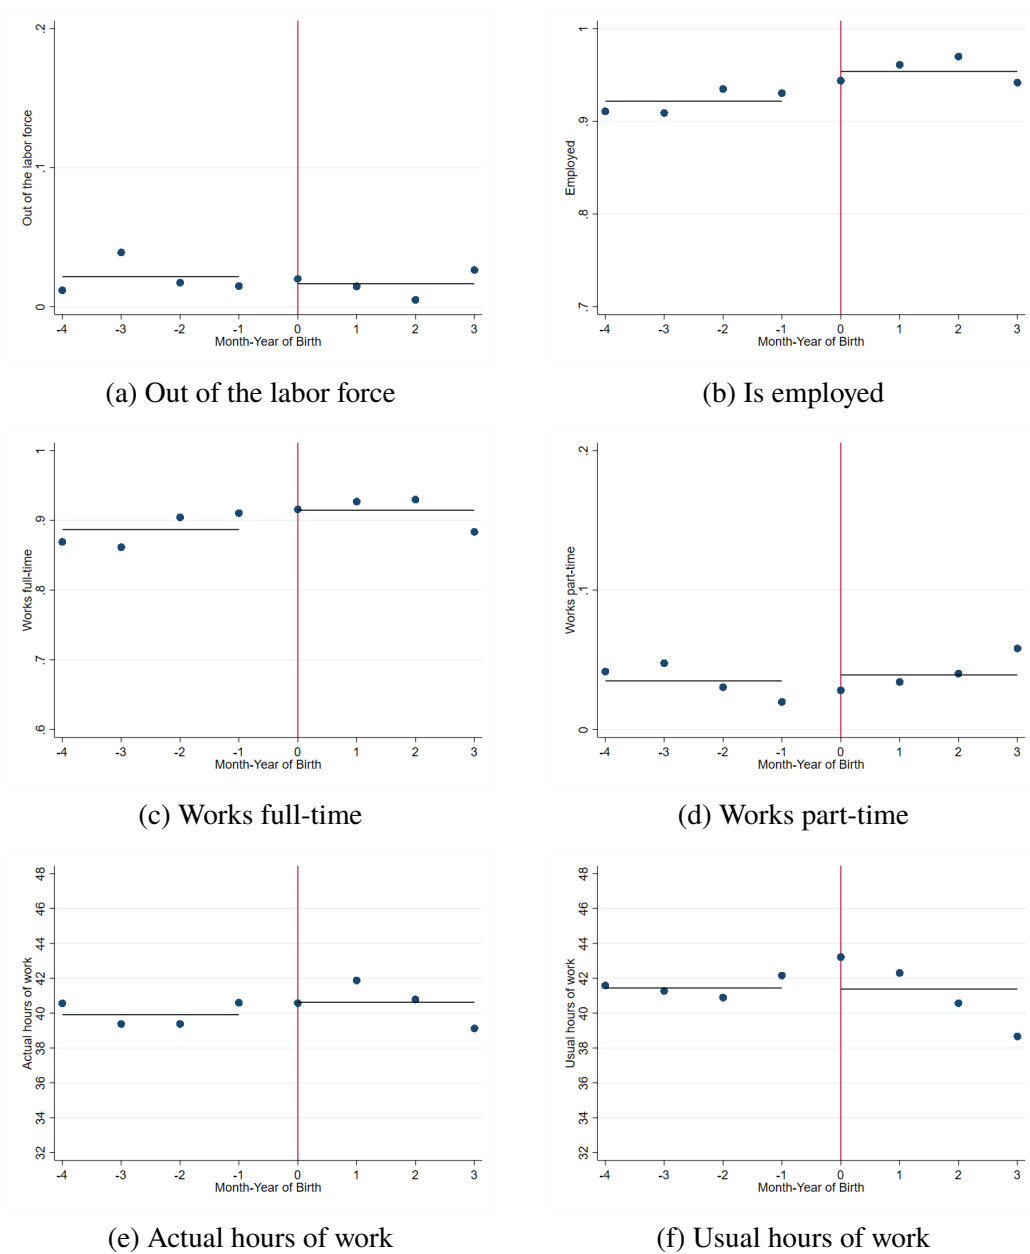 .2
.1
0
Out of the labor force
-4 -3 -2 -1 0 1 2 3
Month-Year of Birth
(a) Out of the labor force
1
.9
.8
.7
Employed
-4 -3 -2 -1 0 1 2 3
Month-Year of Birth
(b) Is employed
1
.9
.8
.7
.6
Works full-time
-4 -3 -2 -1 0 1 2 3
Month-Year of Birth
(c) Works full-time
.2
.1
0
Works part-time
-4 -3 -2 -1 0 1 2 3
Month-Year of Birth
(d) Works part-time
48
46
44
42
40
38
36
34
32
Actual hours of work
-4 -3 -2 -1 0 1 2 3
Month-Year of Birth
(e) Actual hours of work
48
46
44
42
40
38
36
34
32
Usual hours of work
-4 -3 -2 -1 0 1 2 3
Month-Year of Birth
(f) Usual hours of work